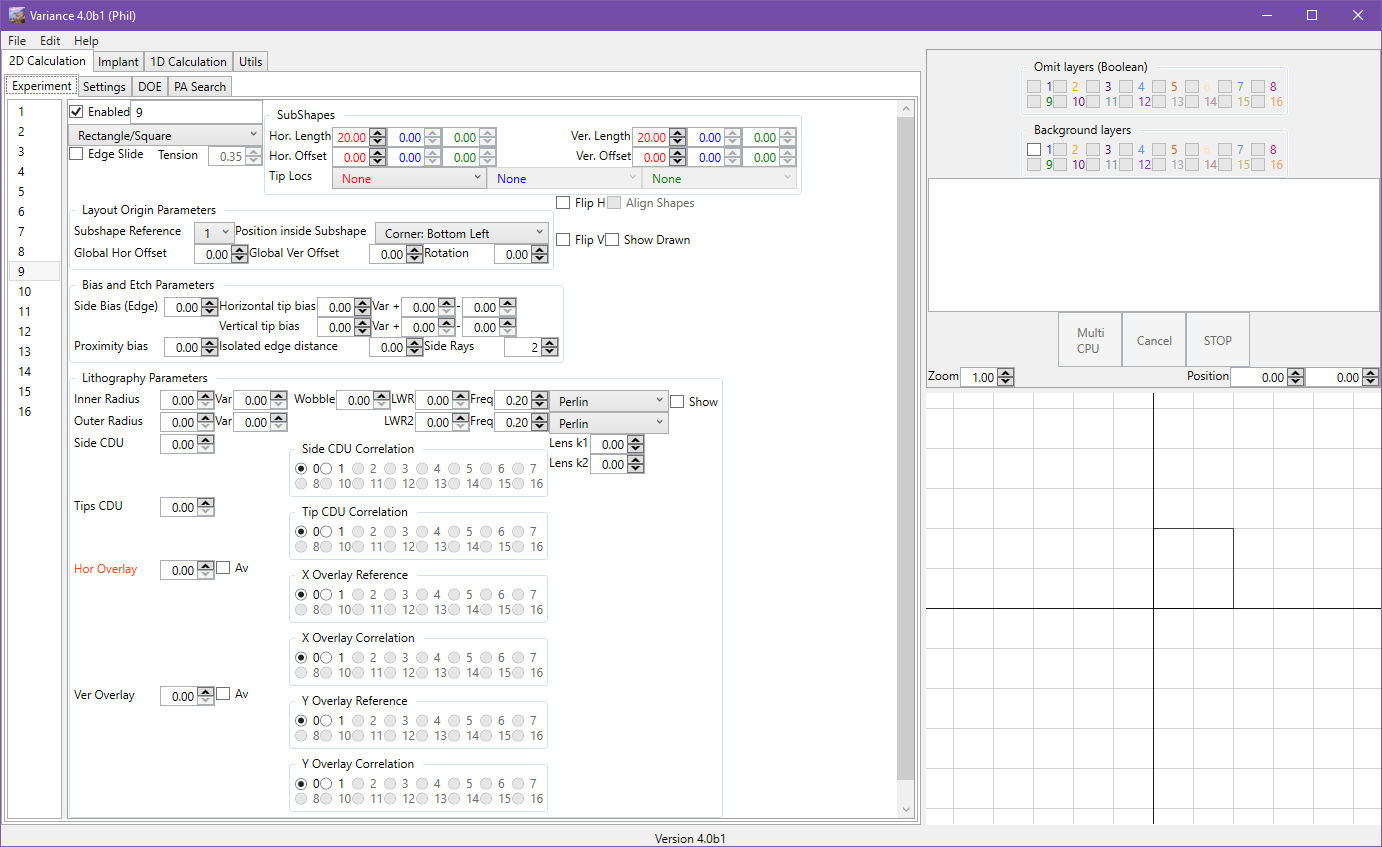 Variance 4.0b1 (Phil)
File Edit Help
2D Calculation Implant 1D Calculation Utils
Experiment Settings DOE PA Search
1
2
3
4
5
6
7
8
9
10
11
12
13
14
15
16
Enabled 9
Rectangle/Square
Edge Slide Tension 0.35
SubShapes
Hor. Length 20.00 0.00 0.00 Ver. Length 20.00 0.00 0.00
Hor. Offset 0.00 0.00 0.00 Ver. Offset 0.00 0.00 0.00
Tip Locs None None None
Flip H Align Shapes
Flip V Show Drawn
Layout Origin Parameters
Subshape Reference 1 Position inside Subshape Corner: Bottom Left
Global Hor Offset 0.00 Global Ver Offset 0.00 Rotation 0.00
Bias and Etch Parameters
Side Bias (Edge) 0.00 Horizontal tip bias 0.00 Var + 0.00 - 0.00
Vertical tip bias 0.00 Var + 0.00 - 0.00
Proximity bias 0.00 Isolated edge distance 0.00 Side Rays 2
Lithography Parameters
Inner Radius 0.00 Var 0.00 Wobble 0.00 LWR 0.00 Freq 0.20 Perlin Show
Outer Radius 0.00 Var 0.00 LWR2 0.00 Freq 0.20 Perlin
Side CDU 0.00 Lens k1 0.00
Lens k2 0.00
Side CDU Correlation
0 1 2 3 4 5 6 7
8 10 11 12 13 14 15 16
Tips CDU 0.00
Tip CDU Correlation
0 1 2 3 4 5 6 7
8 10 11 12 13 14 15 16
Hor Overlay 0.00 Av
X Overlay Reference
0 1 2 3 4 5 6 7
8 10 11 12 13 14 15 16
X Overlay Correlation
0 1 2 3 4 5 6 7
8 10 11 12 13 14 15 16
Ver Overlay 0.00 Av
Y Overlay Reference
0 1 2 3 4 5 6 7
8 10 11 12 13 14 15 16
Y Overlay Correlation
0 1 2 3 4 5 6 7
8 10 11 12 13 14 15 16
Omit layers (Boolean)
1 2 3 4 5 6 7 8
9 10 11 12 13 14 15 16
Background layers
1 2 3 4 5 6 7 8
9 10 11 12 13 14 15 16
Multi CPU Cancel STOP
Zoom 1.00 Position 0.00 0.00
Version 4.0b1